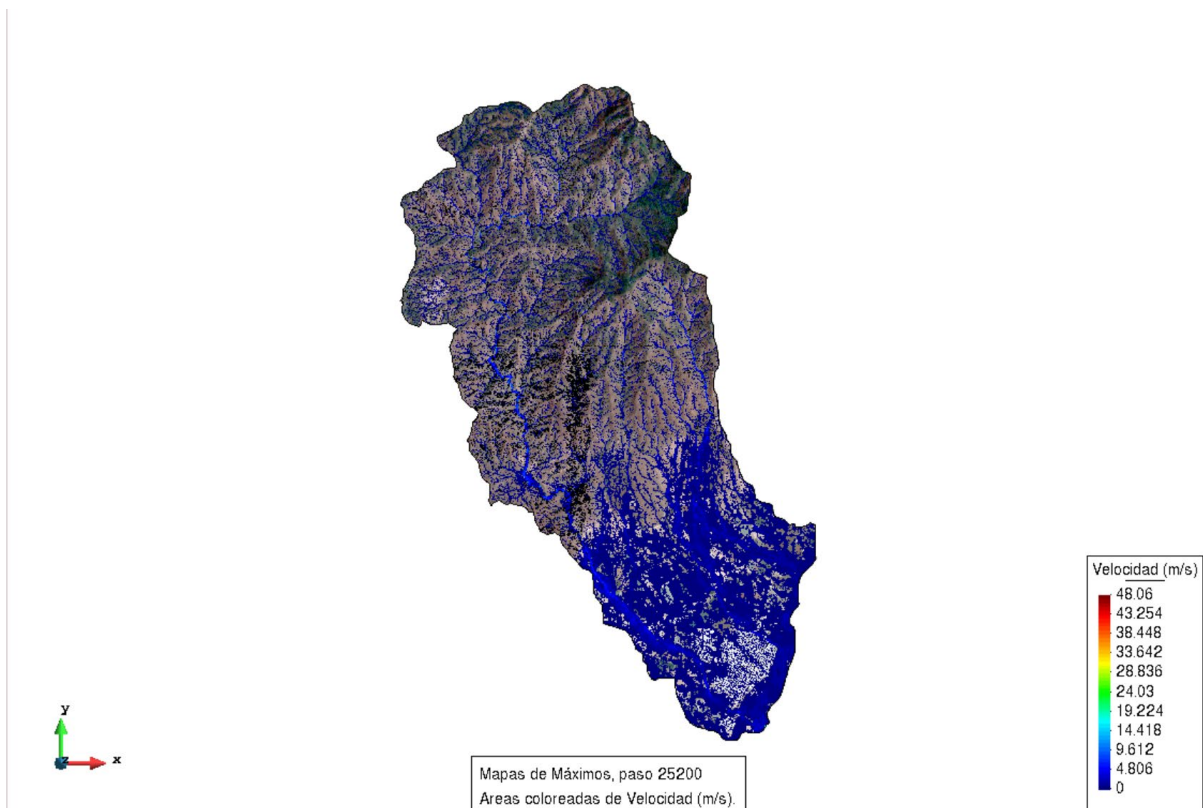 Velocidad (m/s)
48.06
43.254
38.448
33.642
28.836
24.03
19.224
14.418
9.612
4.806
0
y
z
x
Mapas de Máximos, paso 25200
Areas coloreadas de Velocidad (m/s).